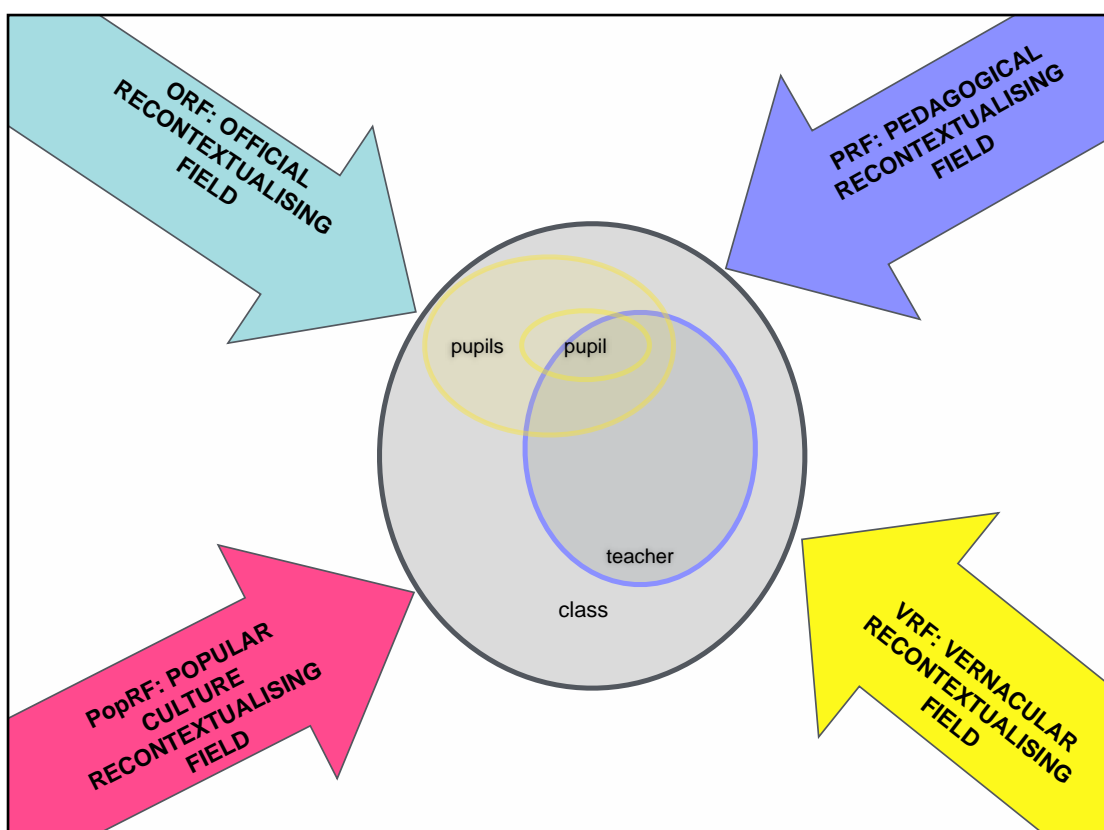 ORF: OFFICIAL
RECONTEXTUALISING
FIELD
PRF: PEDAGOGICAL
RECONTEXTUALISING
FIELD
pupils
pupil
teacher
class
PopRF: POPULAR
CULTURE
RECONTEXTUALISING
FIELD
VRF: VERNACULAR
RECONTEXTUALISING
FIELD